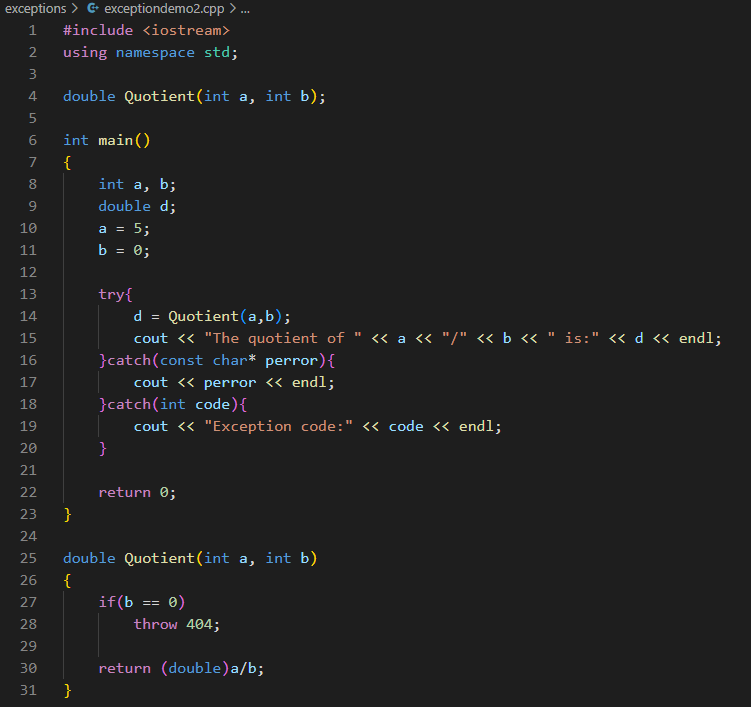 exceptions > exceptiondemo2.cpp > ...
1 #include <iostream>
2 using namespace std;
3
4 double Quotient(int a, int b);
5
6 int main()
7 {
8     int a, b;
9     double d;
10     a = 5;
11     b = 0;
12
13     try{
14         d = Quotient(a,b);
15         cout << "The quotient of " << a << "/" << b << " is:" << d << endl;
16     }catch(const char* perror){
17         cout << perror << endl;
18     }catch(int code){
19         cout << "Exception code:" << code << endl;
20     }
21
22     return 0;
23 }
24
25 double Quotient(int a, int b)
26 {
27     if(b == 0)
28         throw 404;
29
30     return (double)a/b;
31 }